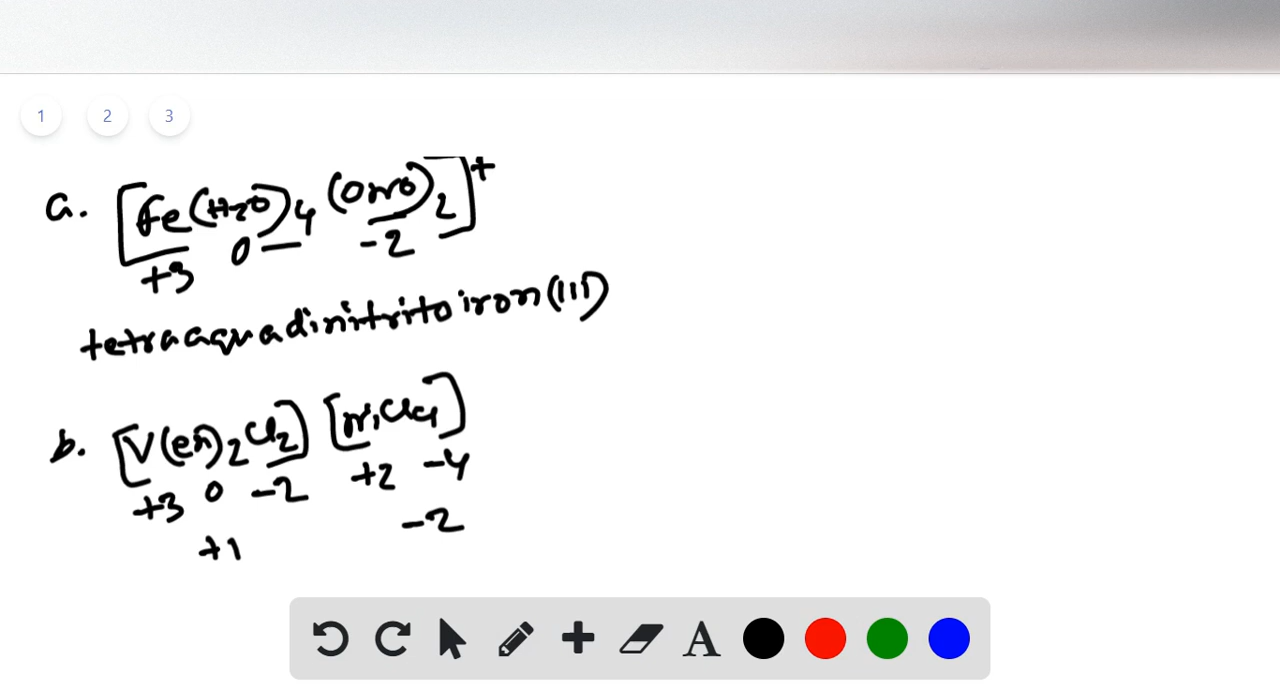 1 2 3
a. [Fe(H2O)4 (ONO)2]+
+3 0 -2
tetraaquadinitritoiron(III)
b. [V(en)2Cl2] [NiCl4]
+3 0 -2 +2 -4
+1 -2
A